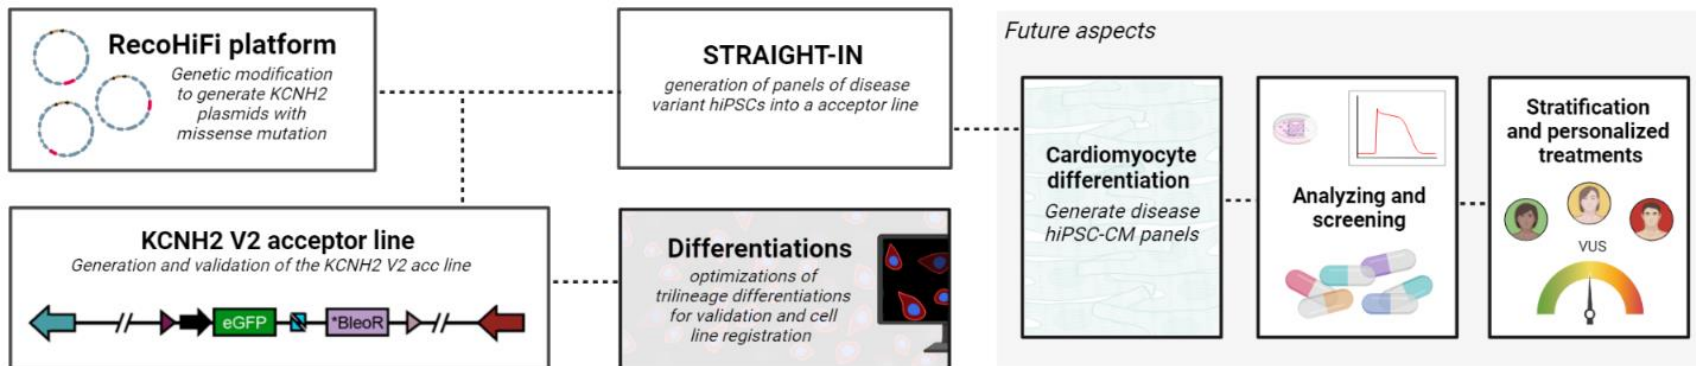 RecoHiFi platform
Genetic modification
to generate KCNH2
plasmids with
missense mutation
STRAIGHT-IN
generation of panels of disease
variant hiPSCs into a acceptor line
KCNH2 V2 acceptor line
Generation and validation of the KCNH2 V2 acc line
eGFP
*BleoR
Differentiations
optimizations of
trilineage differentiations
for validation and cell
line registration
Future aspects
Cardiomyocyte
differentiation
Generate disease
hiPSC-CM panels
Analyzing and
screening
Stratification
and personalized
treatments
VUS